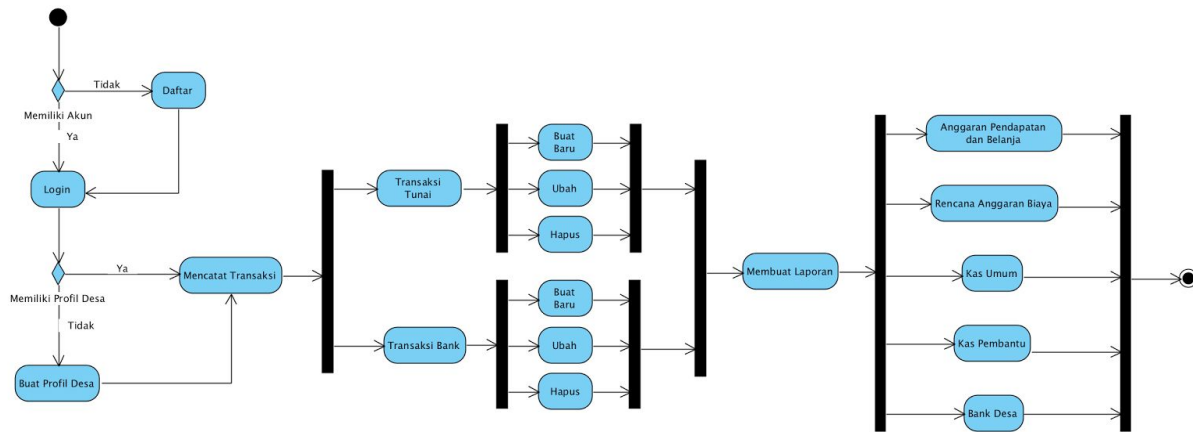 Tidak
Daftar
Memiliki Akun
Ya
Login
Ya
Memiliki Profil Desa
Tidak
Buat Profil Desa
Mencatat Transaksi
Transaksi
Tunai
Buat
Baru
Ubah
Hapus
Transaksi Bank
Buat
Baru
Ubah
Hapus
Membuat Laporan
Anggaran Pendapatan
dan Belanja
Rencana Anggaran Biaya
Kas Umum
Kas Pembantu
Bank Desa